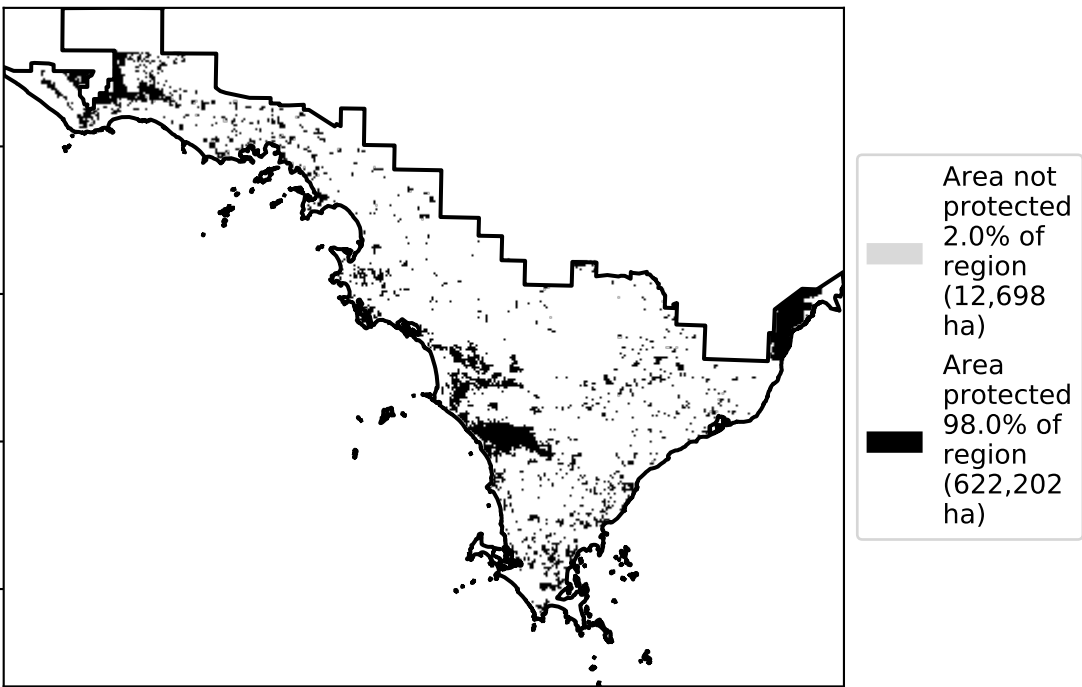 Area not
protected
2.0% of
region
(12,698
ha)
Area
protected
98.0% of
region
(622,202
ha)